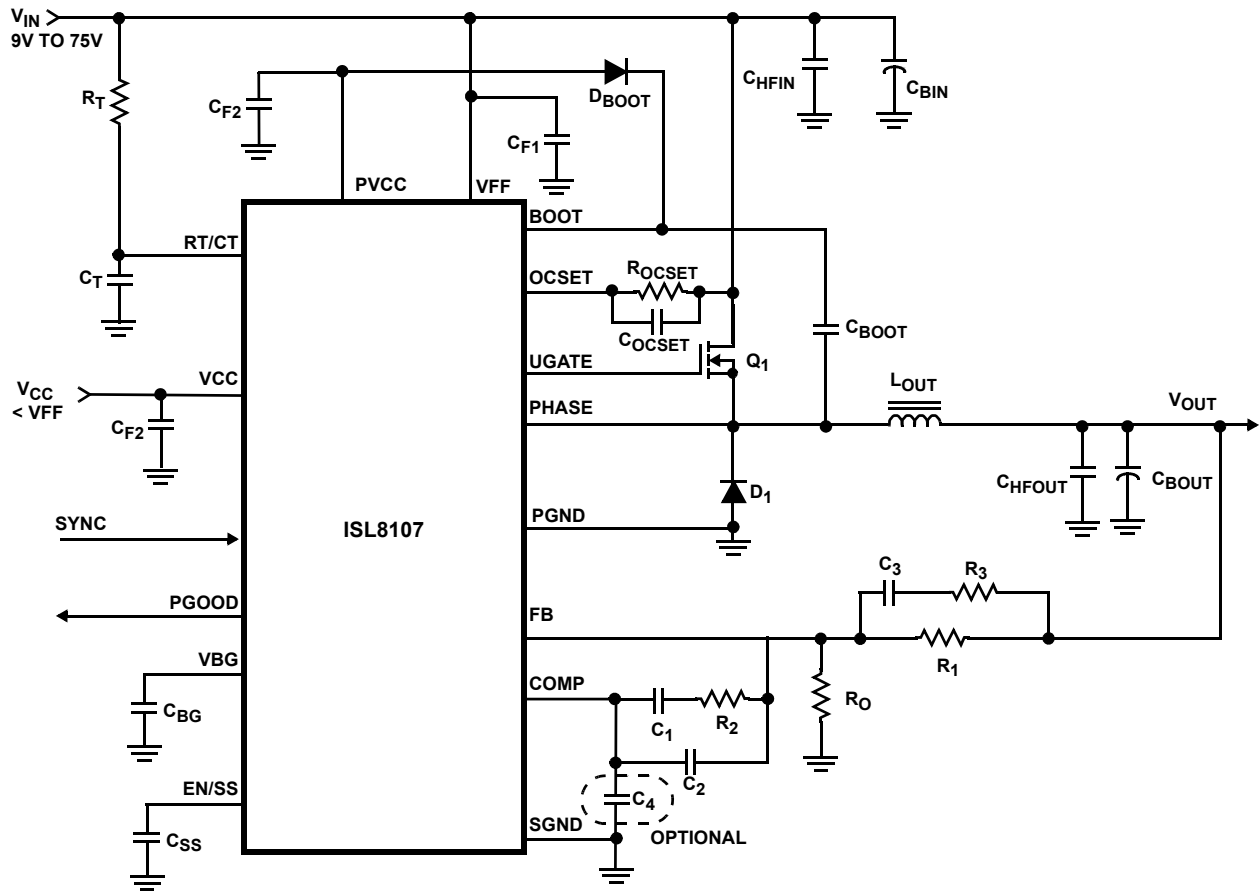 VIN
9V TO 75V
RT
CF2
DBOOT
CHFIN
CBIN
CF1
PVCC
VFF
BOOT
RT/CT
CT
OCSET
ROCSET
COCSET
CBOOT
UGATE
Q1
LOUT
VCC
VCC
< VFF
PHASE
VOUT
CF2
CHFOUT
CBOUT
D1
SYNC
ISL8107
PGND
C3
R3
PGOOD
FB
R1
VBG
COMP
CBG
C1
R2
RO
C2
EN/SS
C4
CSS
SGND
OPTIONAL